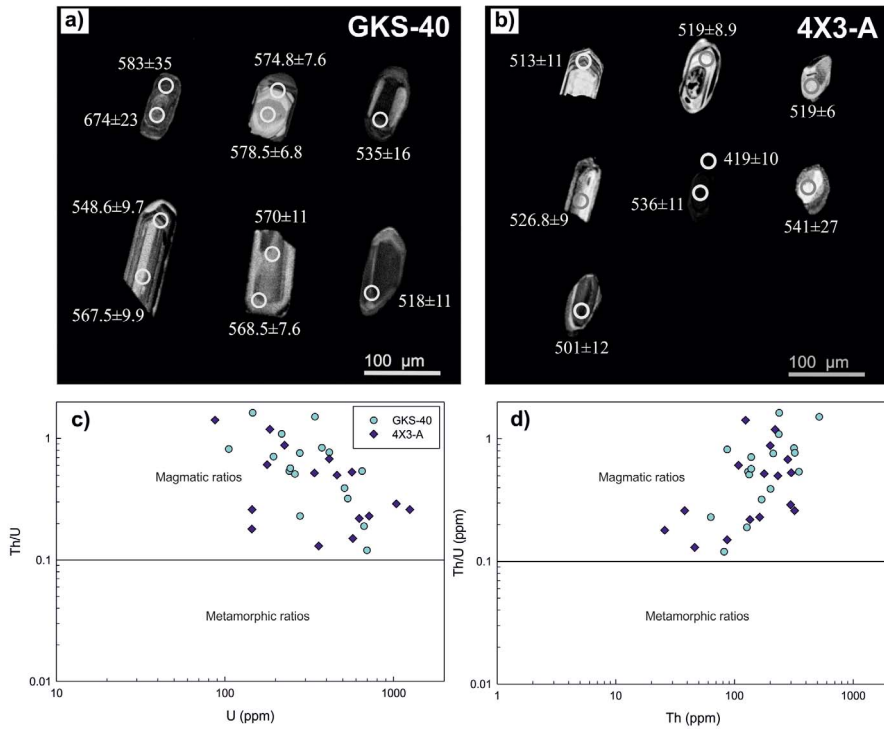 a)
GKS-40
583±35
574.8±7.6
674±23
578.5±6.8
535±16
548.6±9.7
570±11
567.5±9.9
568.5±7.6
518±11
100 µm
b)
4X3-A
513±11
519±8.9
519±6
419±10
526.8±9
536±11
541±27
501±12
100 µm
c)
GKS-40
4X3-A
Magmatic ratios
Metamorphic ratios
Th/U
1
0.1
0.01
10
100
1000
U (ppm)
d)
Magmatic ratios
Metamorphic ratios
Th/U (ppm)
1
0.1
0.01
1
10
100
1000
Th (ppm)